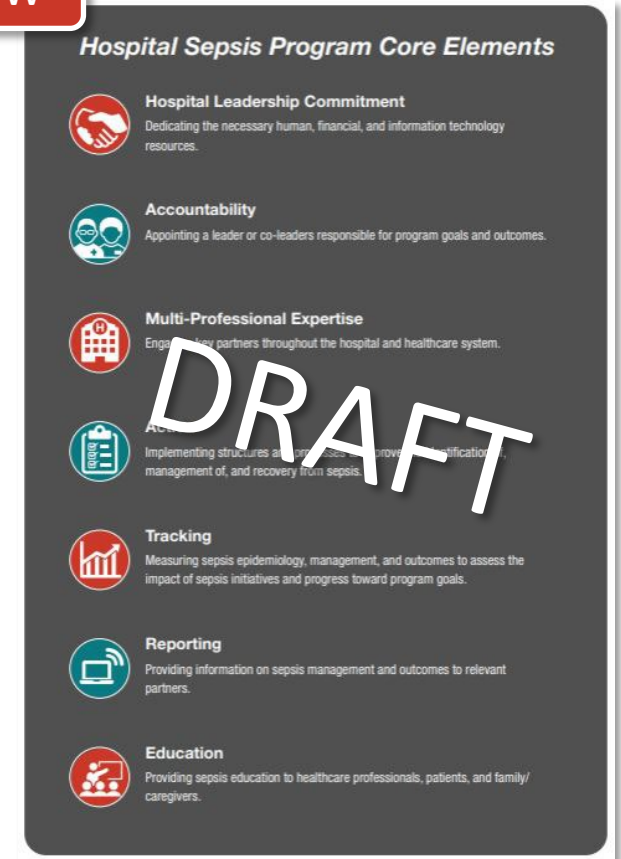 W
Hospital Sepsis Program Core Elements
Hospital Leadership Commitment
Dedicating the necessary human, financial, and information technology
resources.
Accountability
Appointing a leader or co-leaders responsible for program goals and outcomes.
Multi-Professional Expertise
key partners throughout the hospital and healthcare system.
DRAFT
Implementing structures
management of, and recovery from sepsis.
Tracking
Measuring sepsis epidemiology, management, and outcomes to assess the
impact of sepsis initiatives and progress toward program goals.
Reporting
Providing information on sepsis management and outcomes to relevant
partners.
Education
Providing sepsis education to healthcare professionals, patients, and family/
caregivers.